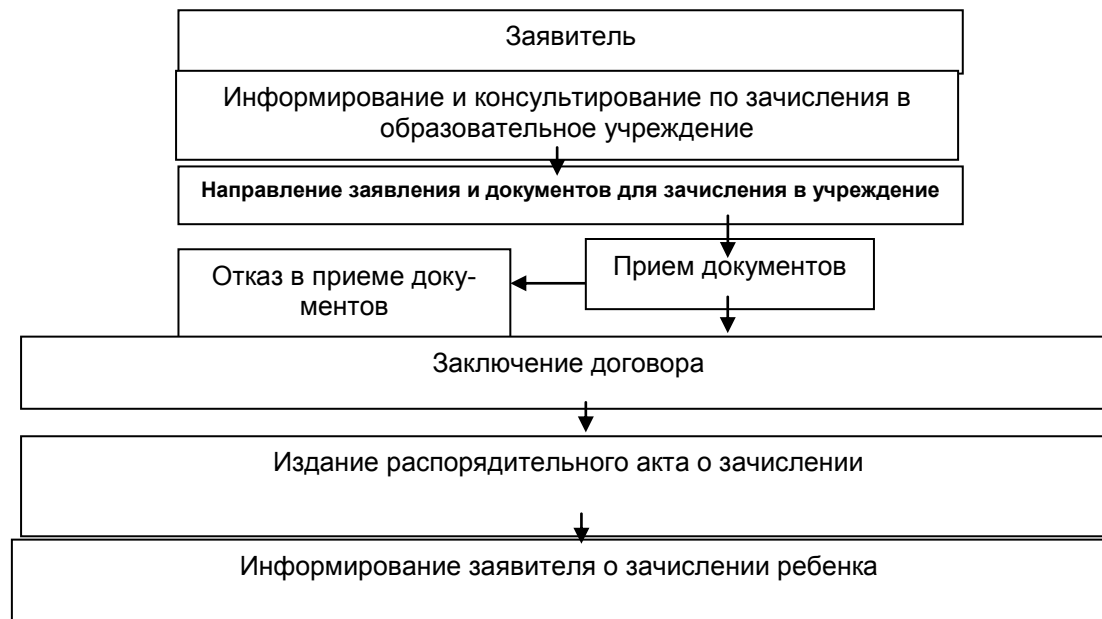 Заявитель
Информирование и консультирование по зачисления в
образовательное учреждение
Направление заявления и документов для зачисления в учреждение
Отказ в приеме доку-
ментов
Прием документов
Заключение договора
Издание распорядительного акта о зачислении
Информирование заявителя о зачислении ребенка